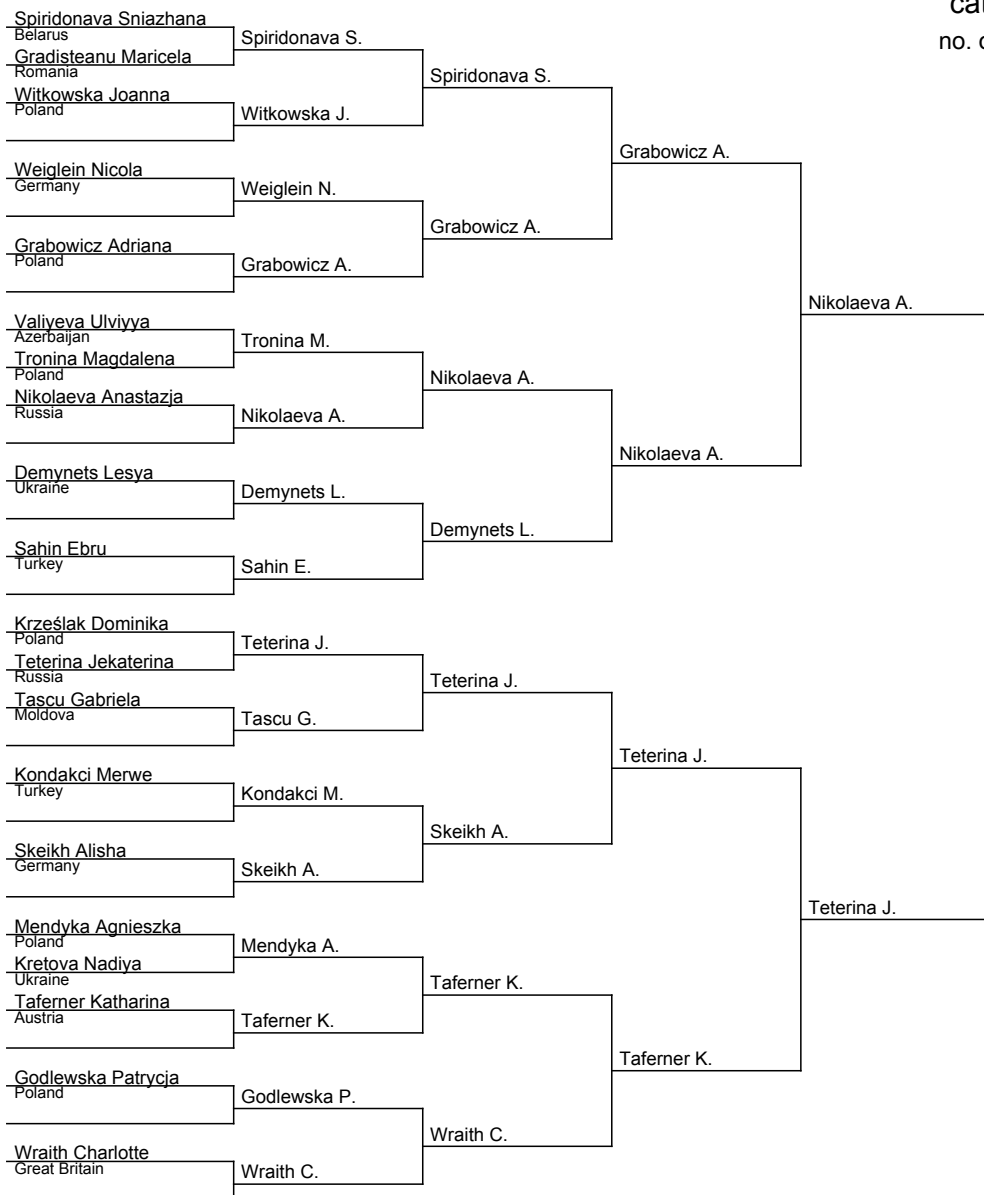 Spiridonava Sniazhana
Belarus
Gradisteanu Maricela
Romania
Witkowska Joanna
Poland
Weiglein Nicola
Germany
Grabowicz Adriana
Poland
Valiyeva Ulviyya
Azerbaijan
Tronina Magdalena
Poland
Nikolaeva Anastazja
Russia
Demynets Lesya
Ukraine
Sahin Ebru
Turkey
Krześlak Dominika
Poland
Teterina Jekaterina
Russia
Tascu Gabriela
Moldova
Kondakci Merwe
Turkey
Skeikh Alisha
Germany
Mendyka Agnieszka
Poland
Kretova Nadiya
Ukraine
Taferner Katharina
Austria
Godlewska Patrycja
Poland
Wraith Charlotte
Great Britain
Spiridonava S.
Witkowska J.
Weiglein N.
Grabowicz A.
Tronina M.
Nikolaeva A.
Demynets L.
Sahin E.
Teterina J.
Tascu G.
Kondakci M.
Skeikh A.
Mendyka A.
Taferner K.
Godlewska P.
Wraith C.
Spiridonava S.
Grabowicz A.
Nikolaeva A.
Demynets L.
Teterina J.
Skeikh A.
Taferner K.
Wraith C.
Grabowicz A.
Nikolaeva A.
Teterina J.
Taferner K.
Nikolaeva A.
Teterina J.
no.